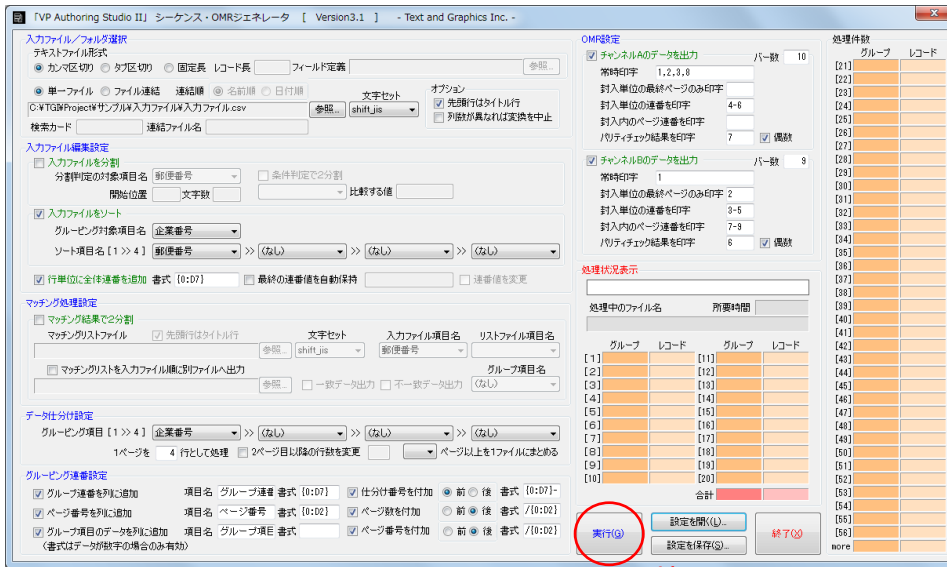 「VP Authoring Studio II」 シーケンス・OMRジェネレータ [ Version3.1 ] - Text and Graphics Inc. -
入力ファイル/フォルダ選択
テキストファイル形式
カンマ区切り タブ区切り 固定長 レコード長 フィールド定義 参照...
単一ファイル ファイル連結 連結順 名前順 日付順 文字セット
C:¥TGI¥Project¥サンプル¥入力ファイル¥入力ファイル.csv 参照... shift_jis
オプション
先頭行はタイトル行
列数が異なれば変換を中止
検索カード 連結ファイル名
入力ファイル編集設定
入力ファイルを分割
分割判定の対象項目名 郵便番号 条件判定で2分割
開始位置 文字数 比較する値
入力ファイルをソート
グルーピング対象項目名 企業番号
ソート項目名 [ 1 >> 4 ] 郵便番号 >> (なし) >> (なし) >> (なし)
行単位に全体連番を追加 書式 {0:D7} 最終の連番値を自動保持 連番値を変更
マッチング処理設定
マッチング結果で2分割
マッチングリストファイル 先頭行はタイトル行 文字セット 入力ファイル項目名 リストファイル項目名
参照... shift_jis 郵便番号
マッチングリストを入力ファイル順に別ファイルへ出力 グループ項目名
参照... 一致データ出力 不一致データ出力 (なし)
データ仕分け設定
グルーピング項目 [ 1 >> 4 ] 企業番号 >> (なし) >> (なし) >> (なし)
1ページを 4 行として処理 2ページ目以降の行数を変更 ページ以上を1ファイルにまとめる
グルーピング連番設定
グループ連番を列に追加 項目名 グループ連番 書式 {0:D7} 仕分け番号を付加 前 後 書式 {0:D7}-
ページ番号を列に追加 項目名 ページ番号 書式 {0:D2} ページ数を付加 前 後 書式 /{0:D2}
グループ項目のデータを列に追加 項目名 グループ項目 書式 ページ番号を付加 前 後 書式 /{0:D2}
(書式はデータが数字の場合のみ有効)
OMR設定
チャンネルAのデータを出力 バー数 10
常時印字 1,2,3,8
封入単位の最終ページのみ印字
封入単位の連番を印字 4-6
封入内のページ連番を印字
パリティチェック結果を印字 7 偶数
チャンネルBのデータを出力 バー数 9
常時印字 1
封入単位の最終ページのみ印字 2
封入単位の連番を印字 3-5
封入内のページ連番を印字 7-9
パリティチェック結果を印字 6 偶数
処理状況表示
処理中のファイル名 所要時間
グループ レコード グループ レコード
[1] [11]
[2] [12]
[3] [13]
[4] [14]
[5] [15]
[6] [16]
[7] [17]
[8] [18]
[9] [19]
[10] [20]
合計
実行(G) 設定を開く(L)... 終了(X)
設定を保存(S)...
処理件数
グループ レコード
[21]
[22]
[23]
[24]
[25]
[26]
[27]
[28]
[29]
[30]
[31]
[32]
[33]
[34]
[35]
[36]
[37]
[38]
[39]
[40]
[41]
[42]
[43]
[44]
[45]
[46]
[47]
[48]
[49]
[50]
[51]
[52]
[53]
[54]
[55]
[56]
more